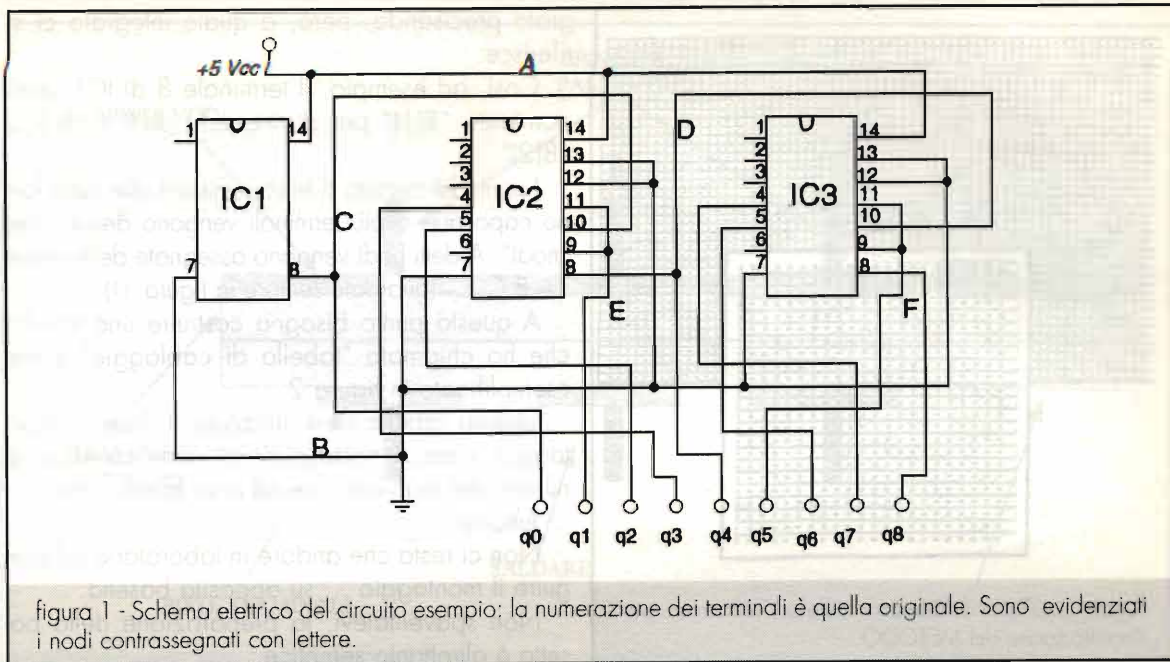 +5 Vcc
A
1
14
IC1
7
8
C
B
1
2
3
4
5
6
7
IC2
14
13
12
11
10
9
8
D
E
1
2
3
4
5
6
7
IC3
14
13
12
11
10
9
8
F
q0 q1 q2 q3 q4 q5 q6 q7 q8
figura 1 - Schema elettrico del circuito esempio: la numerazione dei terminali è quella originale. Sono evidenziati
i nodi contrassegnati con lettere.